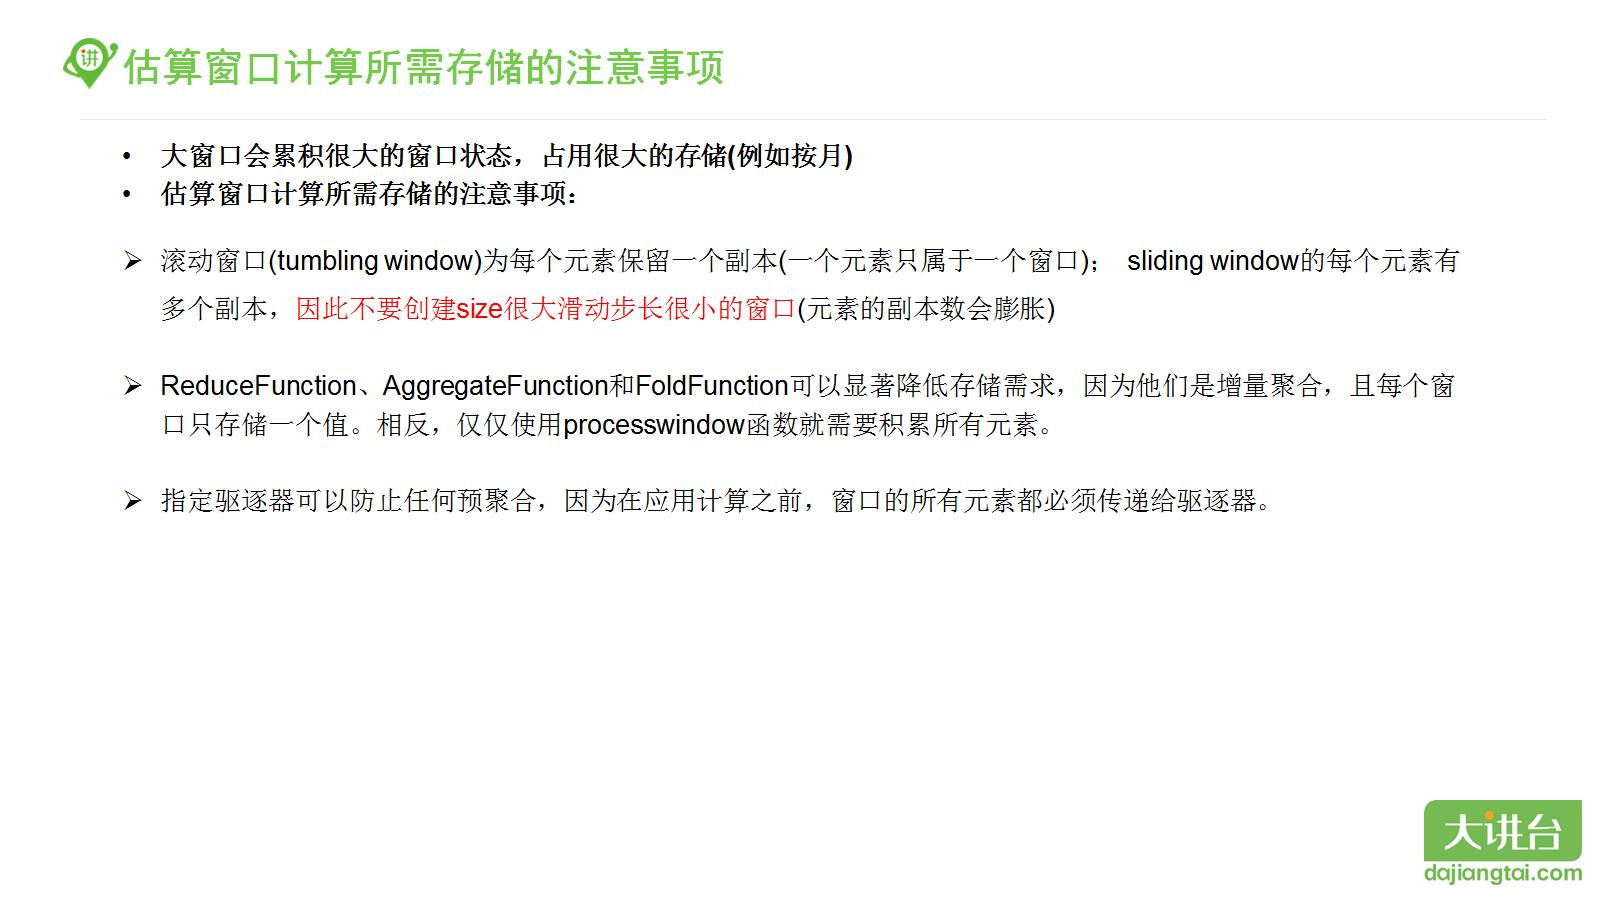 讲
估算窗口计算所需存储的注意事项
• 大窗口会累积很大的窗口状态，占用很大的存储(例如按月)
• 估算窗口计算所需存储的注意事项：
➢ 滚动窗口(tumbling window)为每个元素保留一个副本(一个元素只属于一个窗口)； sliding window的每个元素有
多个副本，因此不要创建size很大滑动步长很小的窗口(元素的副本数会膨胀)
➢ ReduceFunction、AggregateFunction和FoldFunction可以显著降低存储需求，因为他们是增量聚合，且每个窗
口只存储一个值。相反，仅仅使用processwindow函数就需要积累所有元素。
➢ 指定驱逐器可以防止任何预聚合，因为在应用计算之前，窗口的所有元素都必须传递给驱逐器。
大讲台
dajiangtai.com